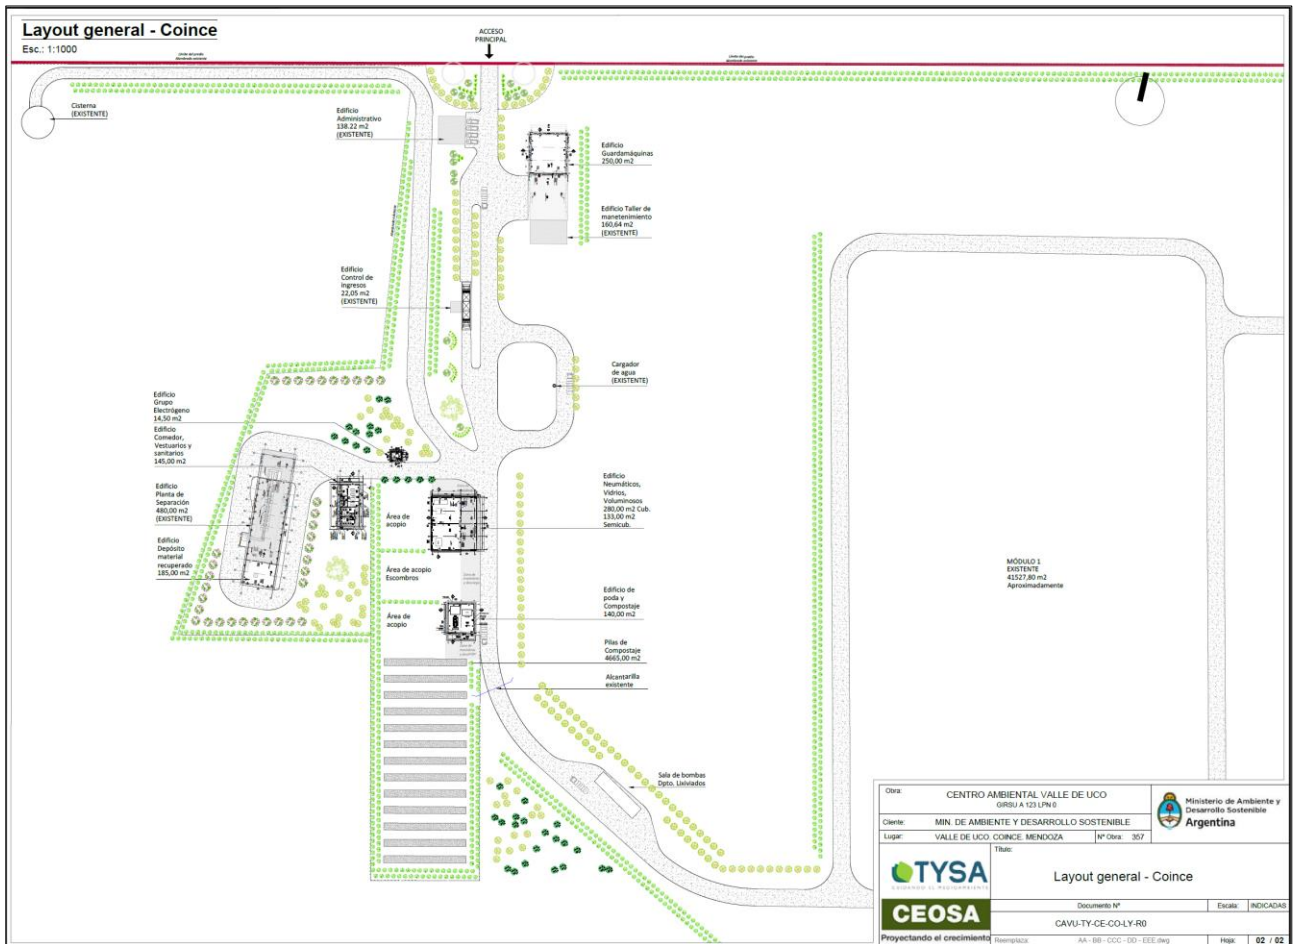 Layout general - Coince
Esc.: 1:1000
ACCESO
PRINCIPAL
Cisterna
(EXISTENTE)
Edificio
Administrativo
138.22 m2
(EXISTENTE)
Edificio
Guardamáquinas
250,00 m2
Edificio Taller de
manetenimiento
160,64 m2
(EXISTENTE)
Edificio
Control de
Ingresos
22,05 m2
(EXISTENTE)
Cargador
de agua
(EXISTENTE)
Edificio
Grupo
Electrógeno
14,50 m2
Edificio
Comedor,
Vestuarios y
sanitarios
145,00 m2
Edificio
Planta de
Separación
480,00 m2
(EXISTENTE)
Edificio
Depósito
material
recuperado
185,00 m2
Área de
acopio
Área de acopio
Escombros
Área de
acopio
Edificio
Neumáticos,
Vidrios,
Voluminosos
280,00 m2 Cub.
133,00 m2
Semicub.
Edificio de
poda y
Compostaje
140,00 m2
Pilas de
Compostaje
4665,00 m2
Alcantarilla
existente
Sala de bombas
Dpto. Lixiviados
MÓDULO 1
EXISTENTE
41527,80 m2
Aproximadamente
Obra: CENTRO AMBIENTAL VALLE DE UCO
GIRSU A 123 LPN 0
Cliente: MIN. DE AMBIENTE Y DESARROLLO SOSTENIBLE
Lugar: VALLE DE UCO. COINCE. MENDOZA Nº Obra: 357
Ministerio de Ambiente y
Desarrollo Sostenible
Argentina
TYSA
CUIDANDO EL MEDIOAMBIENTE
CEOSA
Proyectando el crecimiento
Título:
Layout general - Coince
Documento Nº Escala: INDICADAS
CAVU-TY-CE-CO-LY-R0
Reemplaza: AA - BB - CCC - DD - EEE.dwg Hoja: 02 / 02